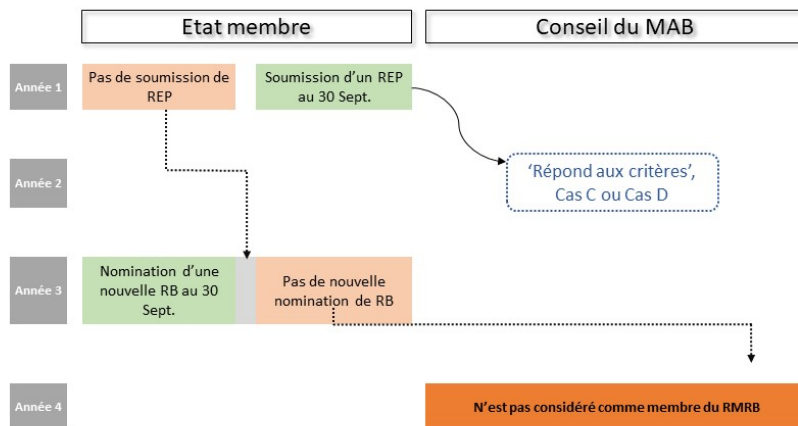 Etat membre
Conseil du MAB
Année 1
Pas de soumission de
REP
Soumission d'un REP
au 30 Sept.
Année 2
'Répond aux critères',
Cas C ou Cas D
Année 3
Nomination d'une
nouvelle RB au 30
Sept.
Pas de nouvelle
nomination de RB
Année 4
N'est pas considéré comme membre du RMRB